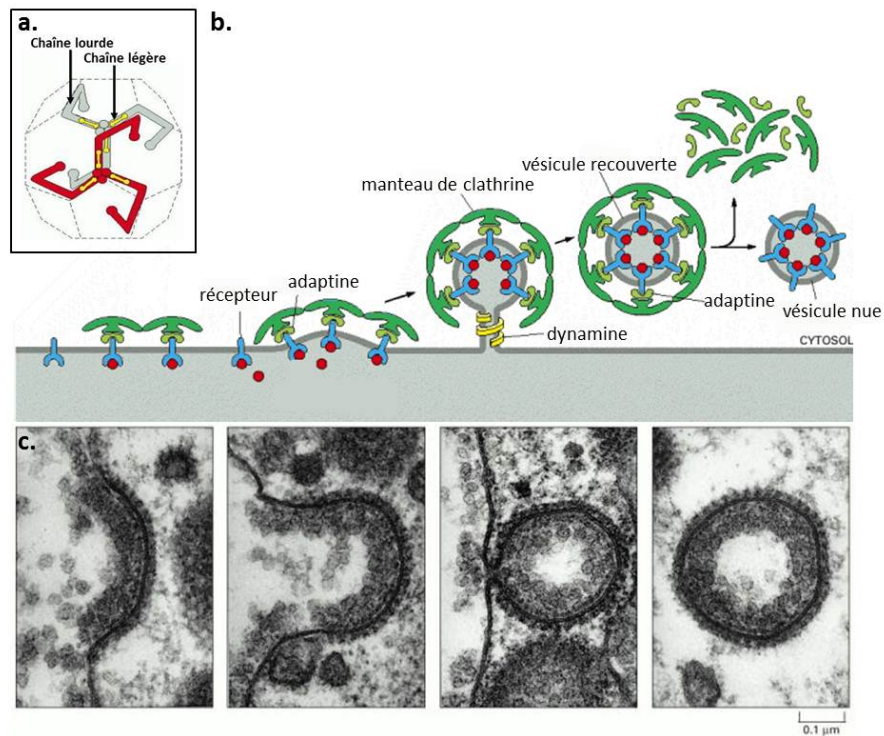 a.
Chaîne lourde
Chaîne légère
b.
vésicule recouverte
manteau de clathrine
récepteur
adaptine
adaptine
vésicule nue
dynamine
CYTOSOL
c.
0.1 µm